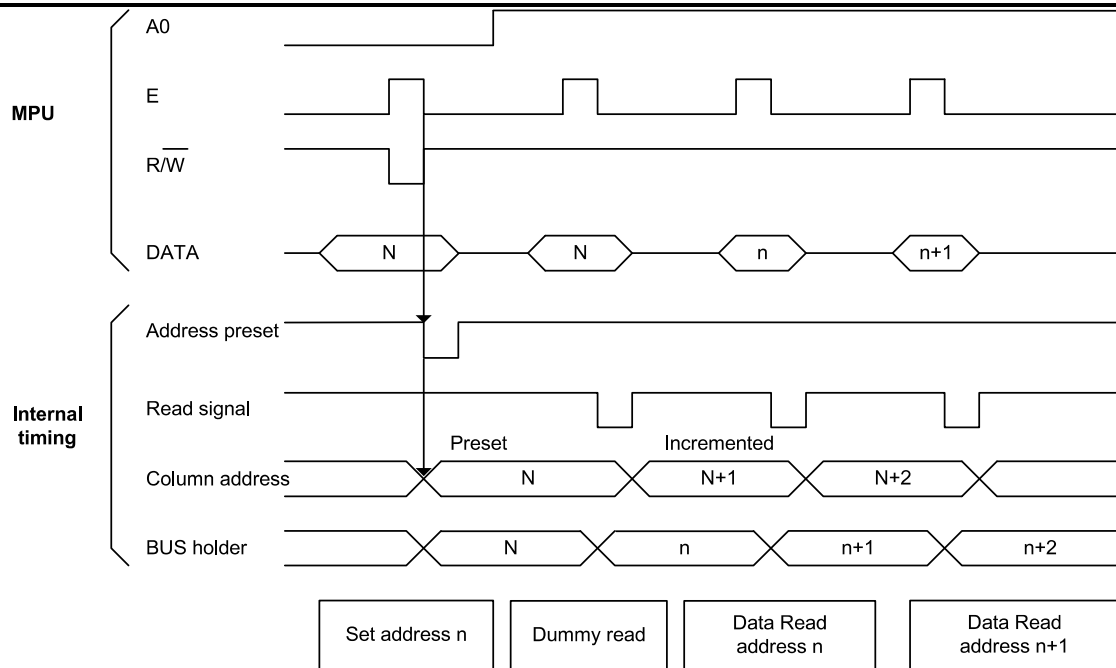 A0
E
MPU
R/W
DATA
N
N
n
n+1
Address preset
Read signal
Internal
timing
Preset
Incremented
Column address
N
N+1
N+2
BUS holder
N
n
n+1
n+2
Set address n
Dummy read
Data Read
address n
Data Read
address n+1